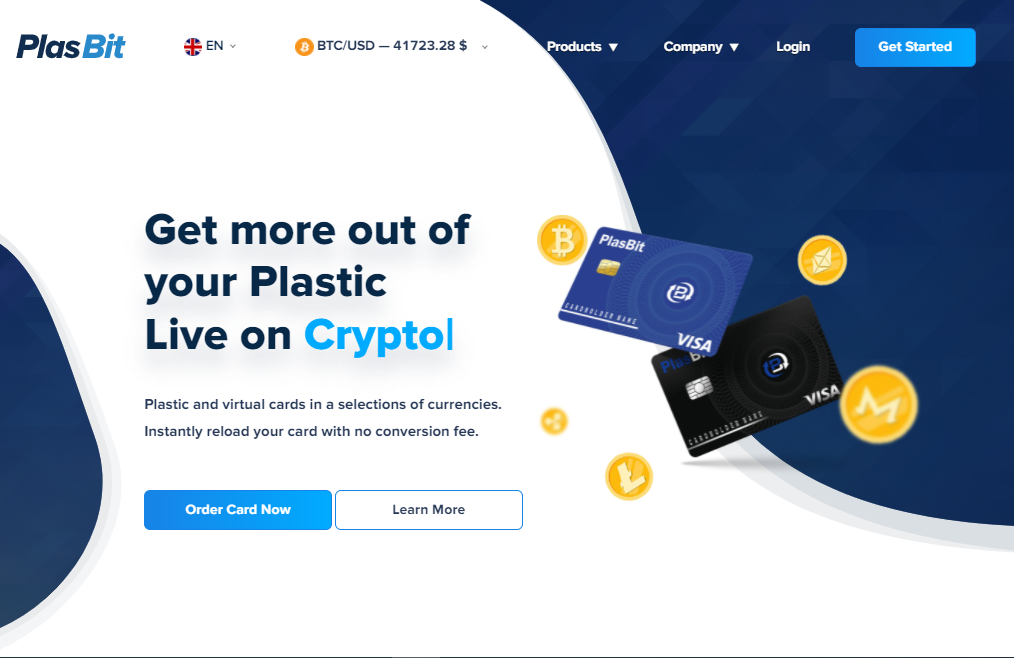 PlasBit
EN
BTC/USD — 41723.28 $
Products ▼
Company ▼
Login
Get Started
Get more out of
your Plastic
Live on Crypto|
Plastic and virtual cards in a selections of currencies.
Instantly reload your card with no conversion fee.
Order Card Now
Learn More
PlasBit
CARDHOLDER NAME
VISA
PlasBit
CARDHOLDER NAME
VISA